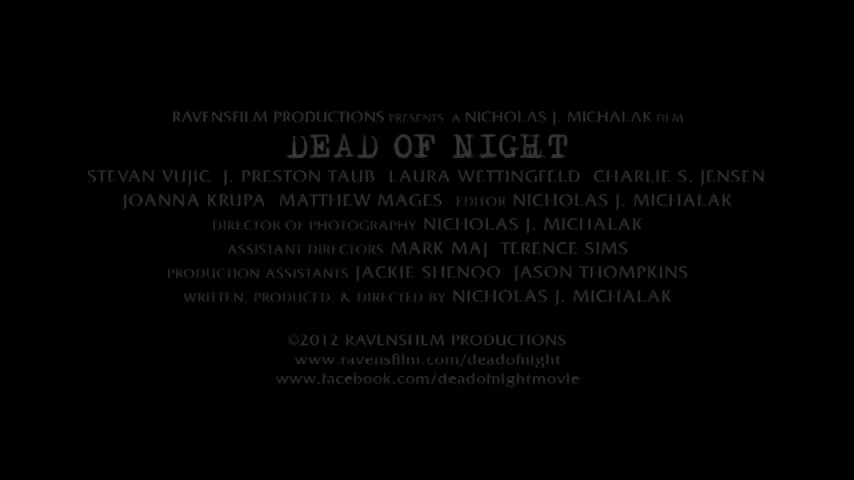 RAVENSFILM PRODUCTIONS PRESENTS A NICHOLAS J. MICHALAK FILM
DEAD OF NIGHT
STEVAN VUJIC J. PRESTON TAUB LAURA WETTINGFELD CHARLIE S. JENSEN
JOANNA KRUPA MATTHEW MAGES EDITOR NICHOLAS J. MICHALAK
DIRECTOR OF PHOTOGRAPHY NICHOLAS J. MICHALAK
ASSISTANT DIRECTORS MARK MAJ TERENCE SIMS
PRODUCTION ASSISTANTS JACKIE SHENOO JASON THOMPKINS
WRITTEN, PRODUCED, & DIRECTED BY NICHOLAS J. MICHALAK
©2012 RAVENSFILM PRODUCTIONS
www.ravensfilm.com/deadofnight
www.facebook.com/deadofnightmovie